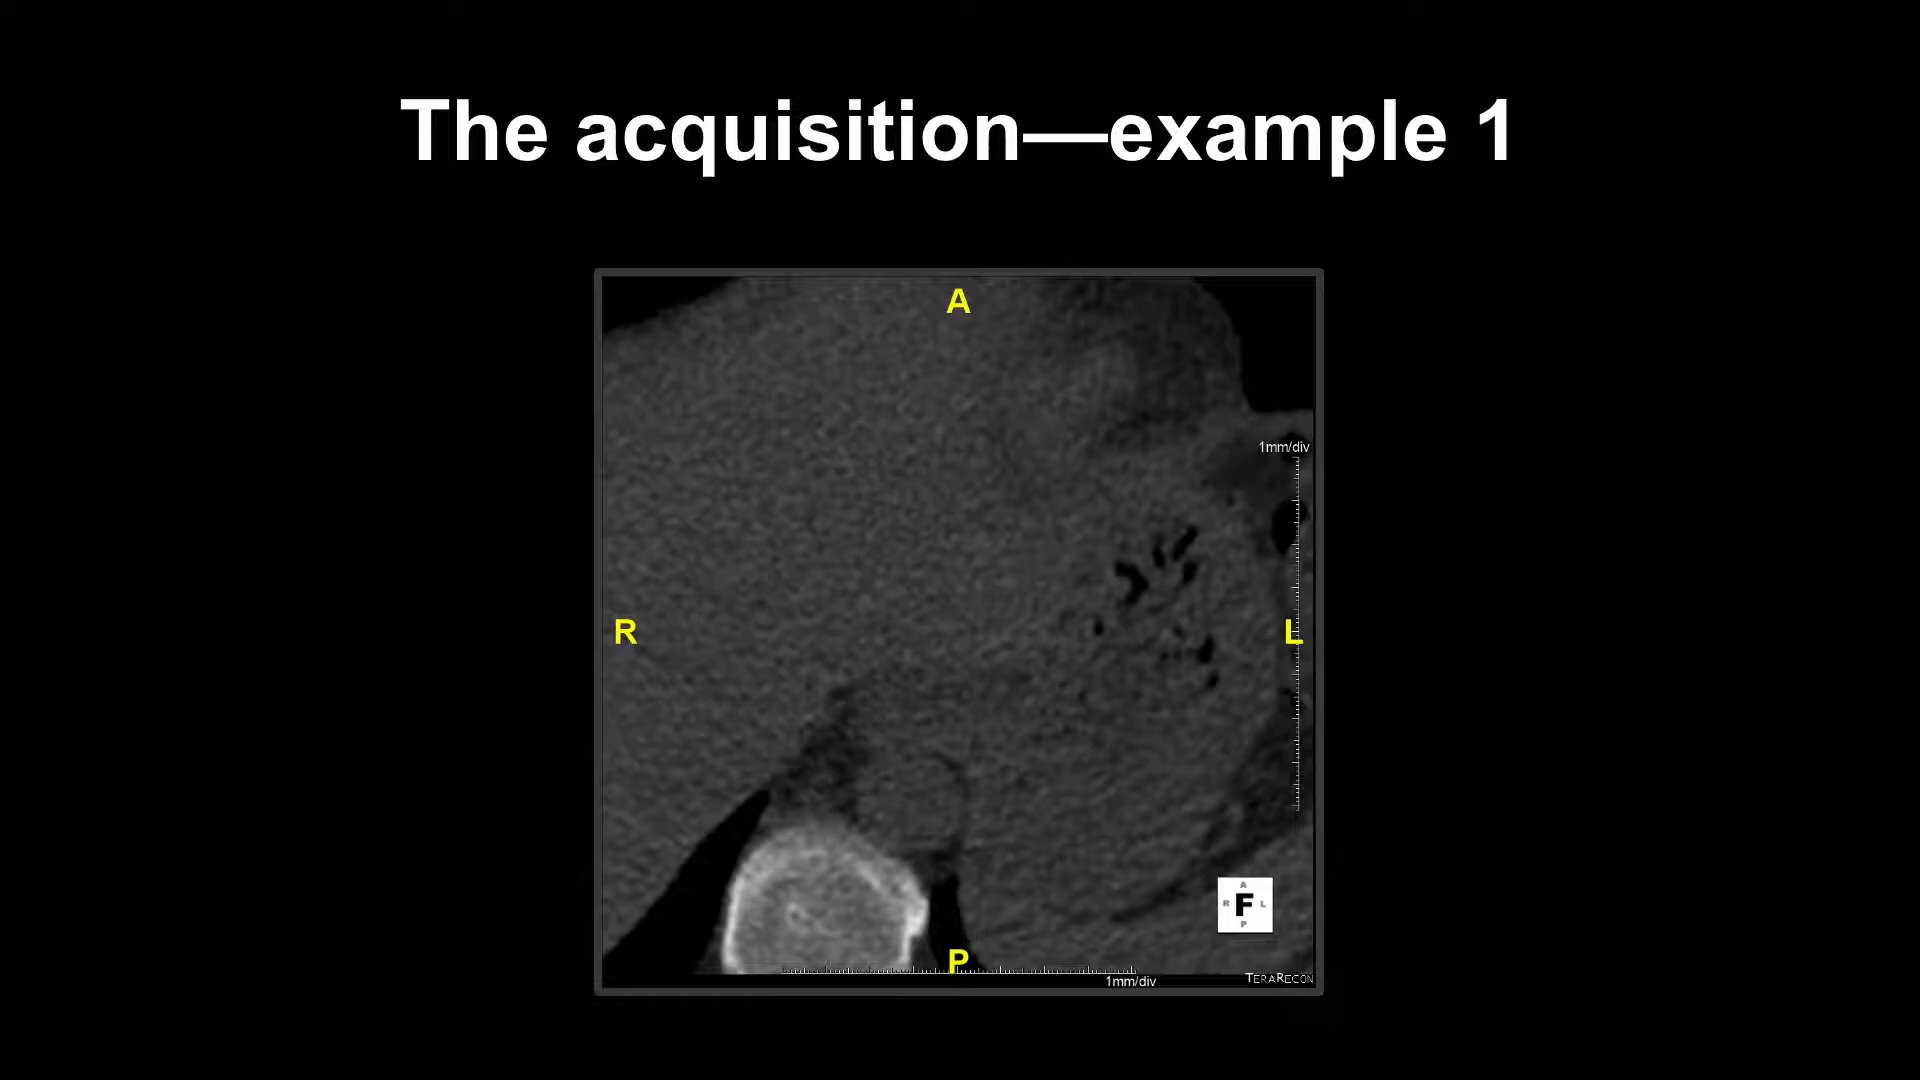 The acquisition—example 1
A
1mm/div
R
L
A
R F L
P
P
1mm/div
TERARECON